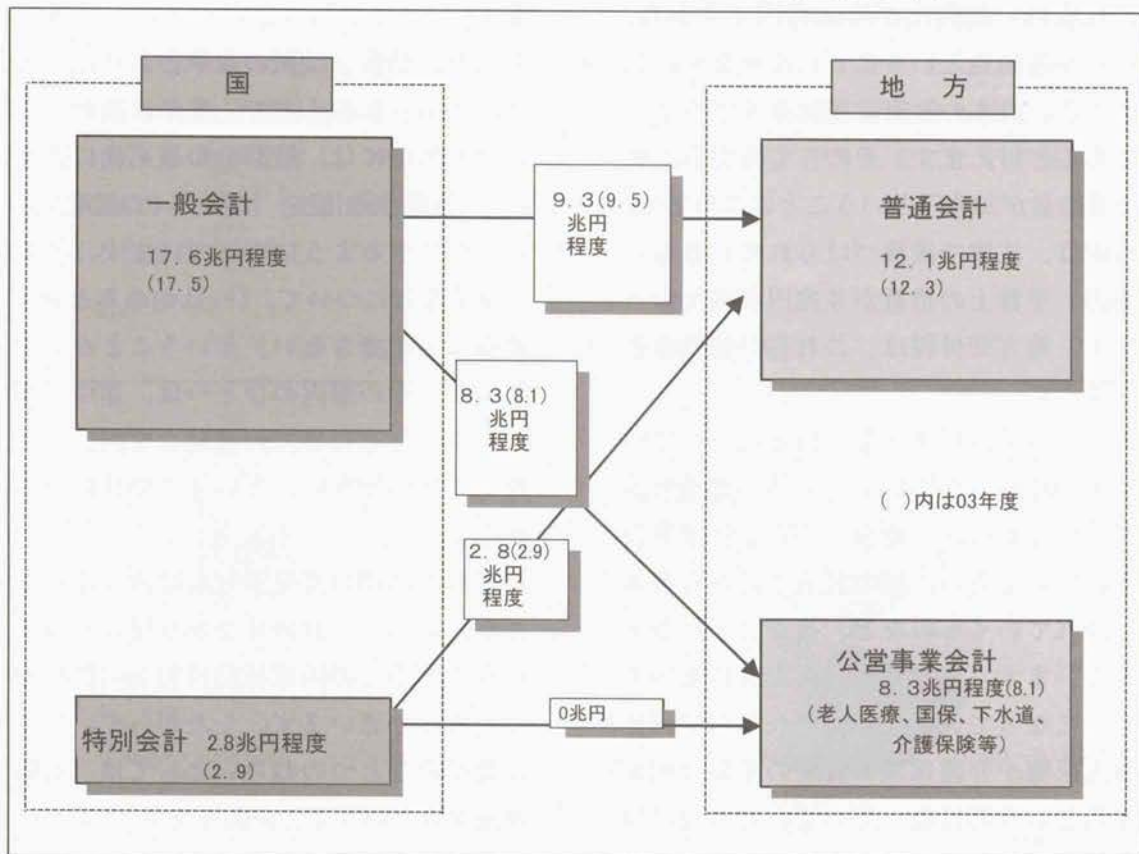 国
一般会計
17.6兆円程度
(17.5)
特別会計 2.8兆円程度
(2.9)
9.3(9.5)
兆円
程度
8.3(8.1)
兆円
程度
2.8(2.9)
兆円
程度
0兆円
地 方
普通会計
12.1兆円程度
(12.3)
( )内は03年度
公営事業会計
8.3兆円程度(8.1)
(老人医療、国保、下水道、
介護保険等)